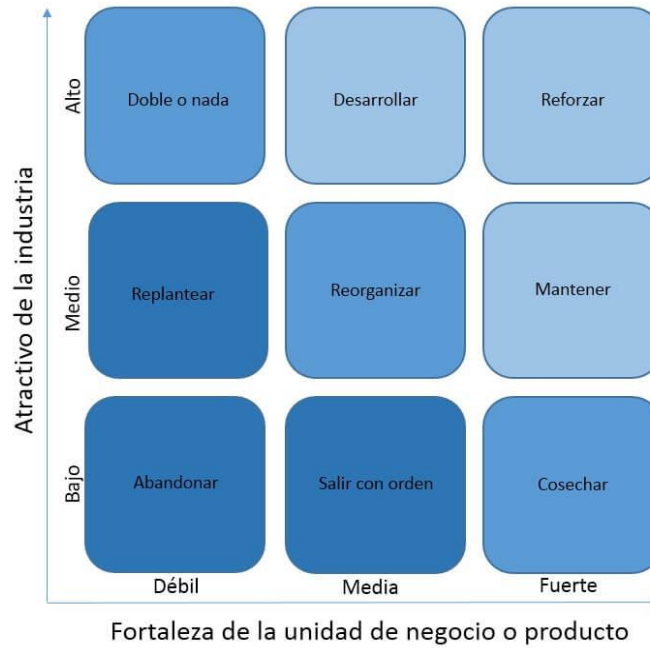 Atractivo de la industria
Alto
Doble o nada
Desarrollar
Reforzar
Medio
Replantear
Reorganizar
Mantener
Bajo
Abandonar
Salir con orden
Cosechar
Débil
Media
Fuerte
Fortaleza de la unidad de negocio o producto